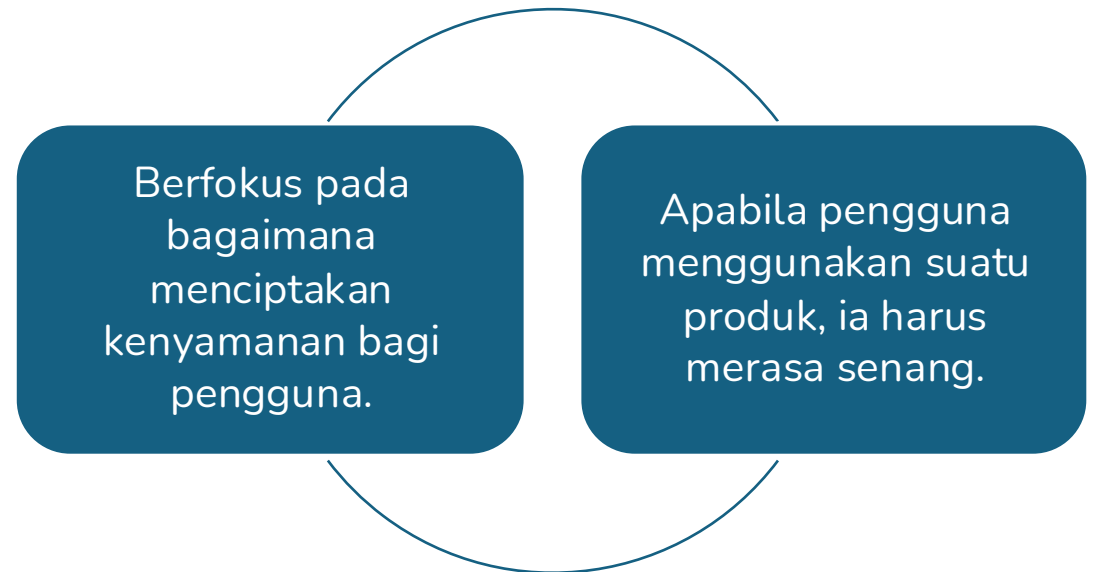 Berfokus pada
bagaimana
menciptakan
kenyamanan bagi
pengguna.
Apabila pengguna
menggunakan suatu
produk, ia harus
merasa senang.